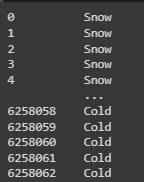 0 Snow
1 Snow
2 Snow
3 Snow
4 Snow
...
6258058 Cold
6258059 Cold
6258060 Cold
6258061 Cold
6258062 Cold